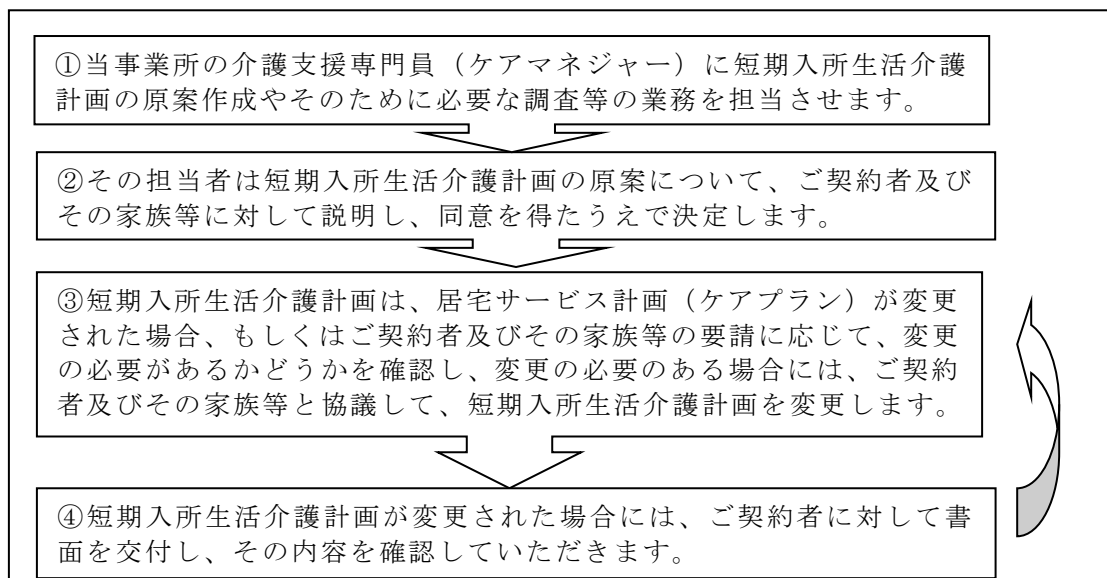 ①当事業所の介護支援専門員（ケアマネジャー）に短期入所生活介護
計画の原案作成やそのために必要な調査等の業務を担当させます。
②その担当者は短期入所生活介護計画の原案について、ご契約者及び
その家族等に対して説明し、同意を得たうえで決定します。
③短期入所生活介護計画は、居宅サービス計画（ケアプラン）が変更
された場合、もしくはご契約者及びその家族等の要請に応じて、変更
の必要があるかどうかを確認し、変更の必要のある場合には、ご契約
者及びその家族等と協議して、短期入所生活介護計画を変更します。
④短期入所生活介護計画が変更された場合には、ご契約者に対して書
面を交付し、その内容を確認していただきます。